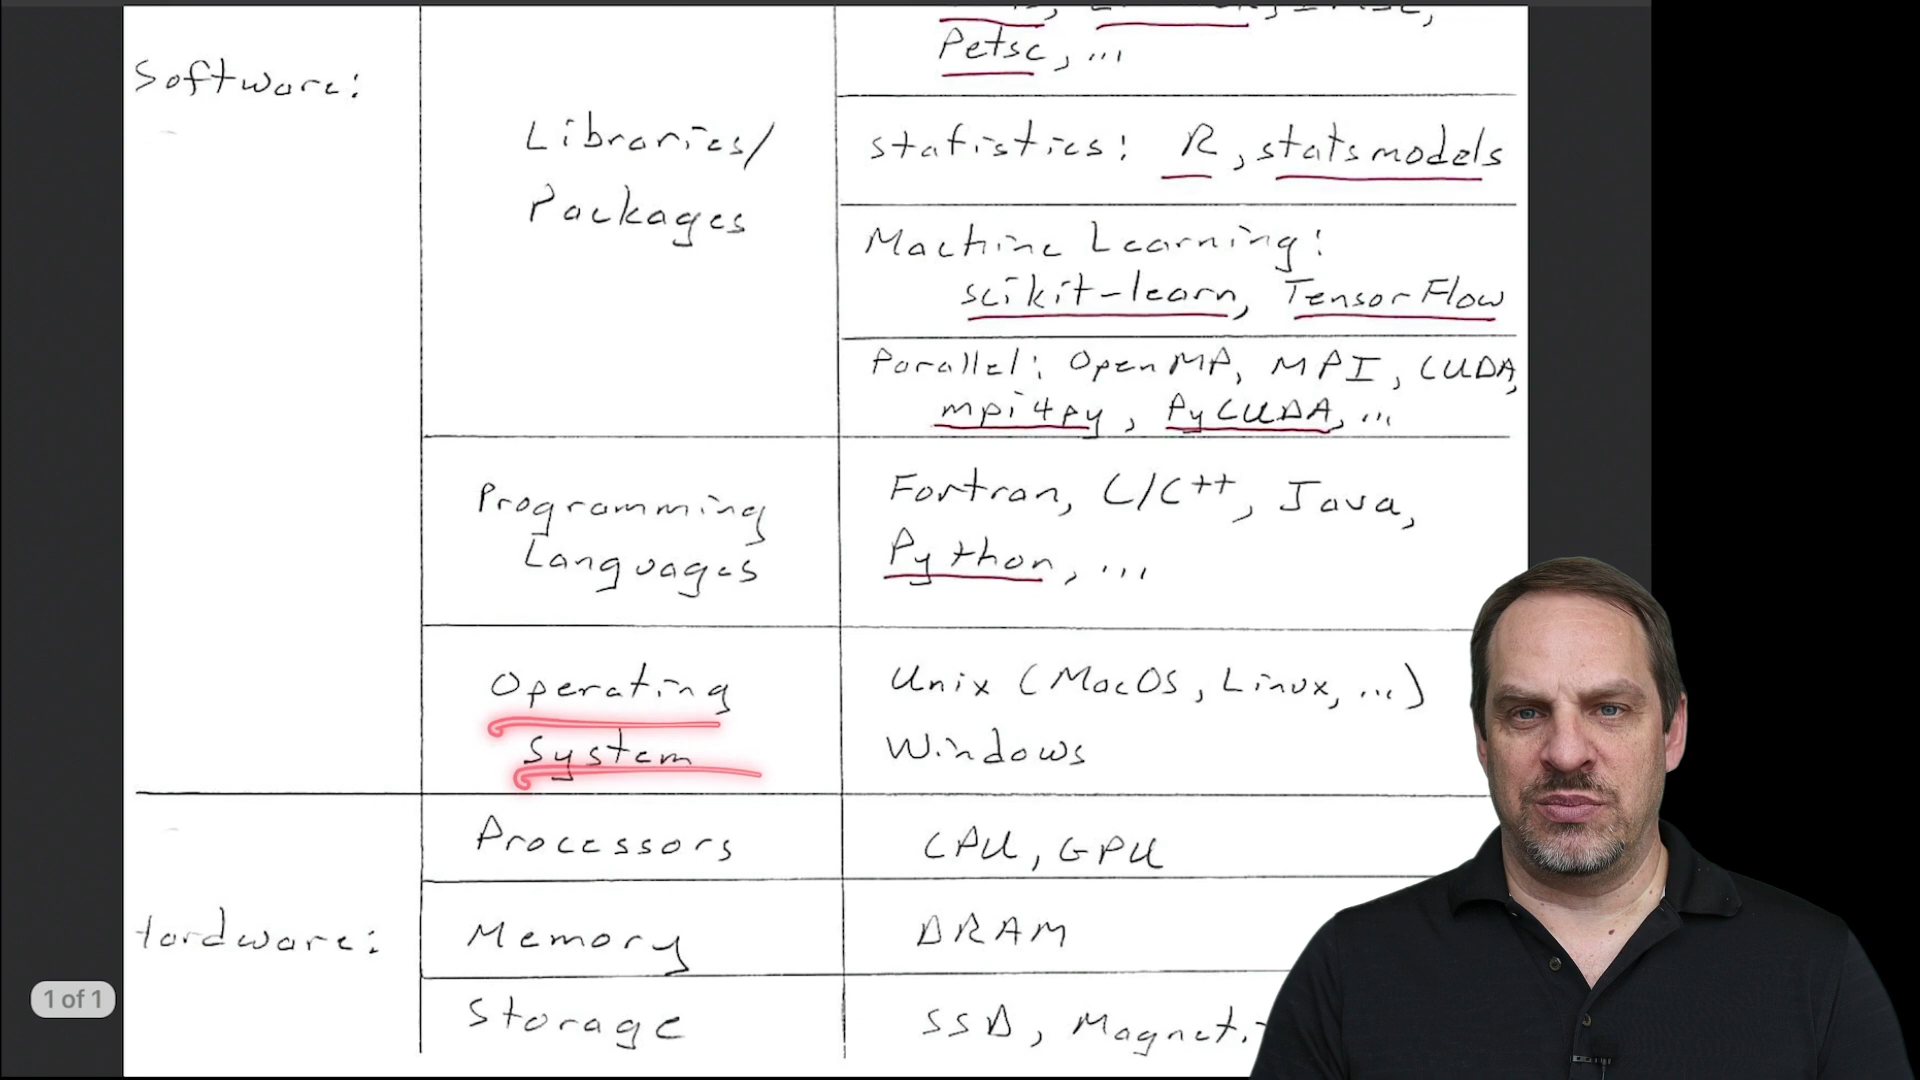 Petsc, ...
Software:
Libraries/
Packages
statistics: R, statsmodels
Machine Learning:
scikit-learn, TensorFlow
Parallel: OpenMP, MPI, CUDA,
mpi4py, PyCUDA, ...
Programming
Languages
Fortran, C/C++, Java,
Python, ...
Operating
System
Unix (MacOS, Linux, ...)
Windows
Processors
CPU, GPU
Hardware:
Memory
DRAM
Storage
SSD, Magneti
1 of 1